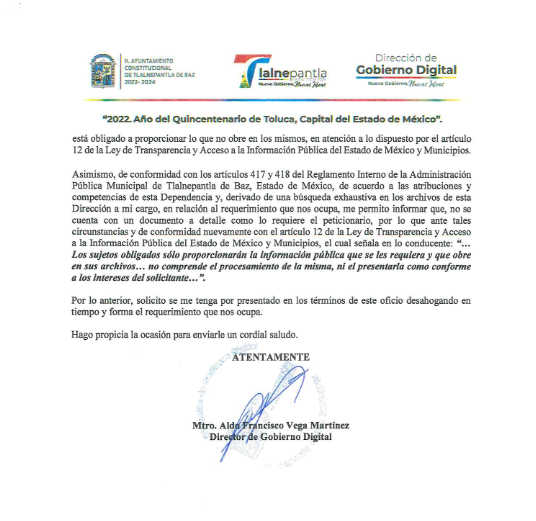 H. AYUNTAMIENTO
CONSTITUCIONAL
DE TLALNEPANTLA DE BAZ
2022-2024
Tlalnepantla
Nuevo Gobierno, Nuevas Ideas
Dirección de
Gobierno Digital
Nuevo Gobierno, Nuevas Ideas
"2022. Año del Quincentenario de Toluca, Capital del Estado de México".
está obligado a proporcionar lo que no obre en los mismos, en atención a lo dispuesto por el artículo
12 de la Ley de Transparencia y Acceso a la Información Pública del Estado de México y Municipios.
Asimismo, de conformidad con los artículos 417 y 418 del Reglamento Interno de la Administración
Pública Municipal de Tlalnepantla de Baz, Estado de México, de acuerdo a las atribuciones y
competencias de esta Dependencia y, derivado de una búsqueda exhaustiva en los archivos de esta
Dirección a mi cargo, en relación al requerimiento que nos ocupa, me permito informar que, no se
cuenta con un documento a detalle como lo requiere el peticionario, por lo que ante tales
circunstancias y de conformidad nuevamente con el artículo 12 de la Ley de Transparencia y Acceso
a la Información Pública del Estado de México y Municipios, el cual señala en lo conducente: "…
Los sujetos obligados sólo proporcionarán la información pública que se les requiera y que obre
en sus archivos… no comprende el procesamiento de la misma, ni el presentarla como conforme
a los intereses del solicitante…".
Por lo anterior, solicito se me tenga por presentado en los términos de este oficio desahogando en
tiempo y forma el requerimiento que nos ocupa.
Hago propicia la ocasión para enviarle un cordial saludo.
ATENTAMENTE
Mtro. Aldo Francisco Vega Martínez
Director de Gobierno Digital